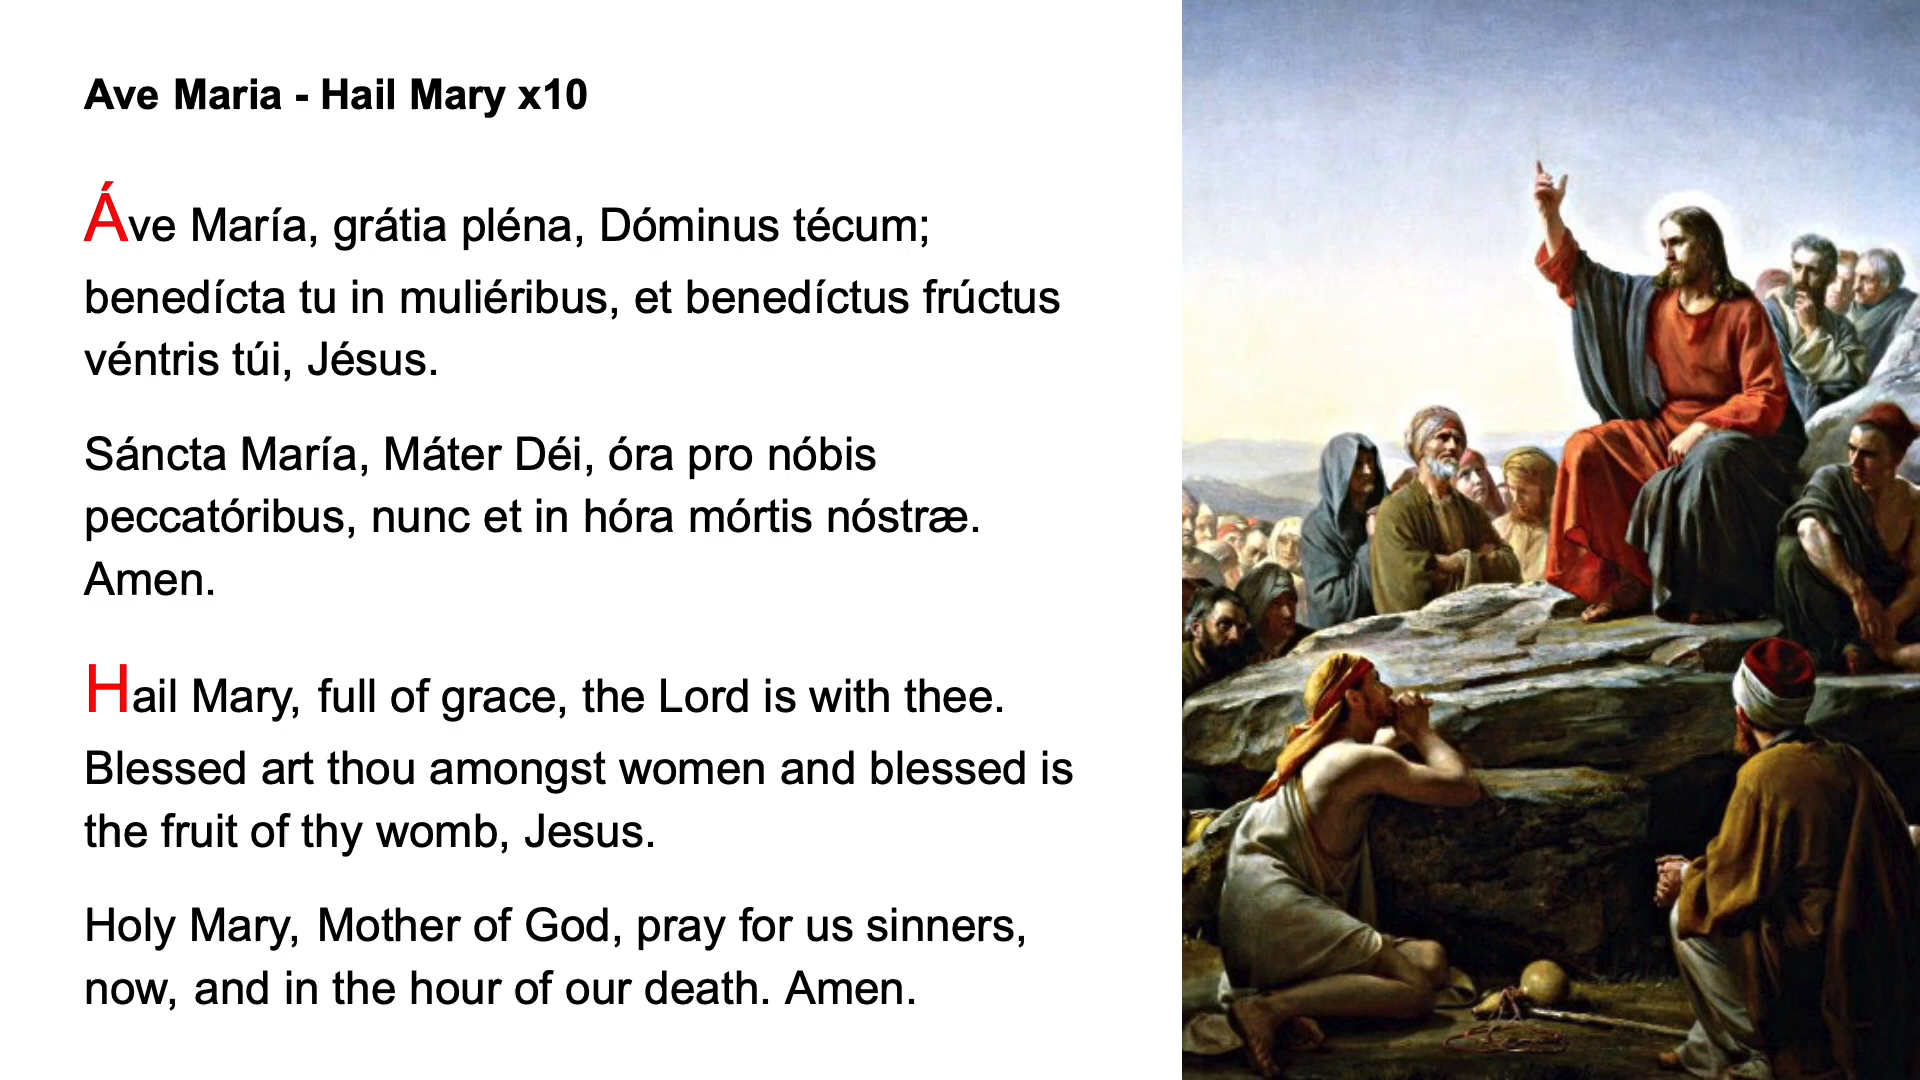 Ave Maria - Hail Mary x10
Áve María, grátia pléna, Dóminus técum;
benedícta tu in muliéribus, et benedíctus frúctus
véntris túi, Jésus.
Sáncta María, Máter Déi, óra pro nóbis
peccatóribus, nunc et in hóra mórtis nóstræ.
Amen.
Hail Mary, full of grace, the Lord is with thee.
Blessed art thou amongst women and blessed is
the fruit of thy womb, Jesus.
Holy Mary, Mother of God, pray for us sinners,
now, and in the hour of our death. Amen.